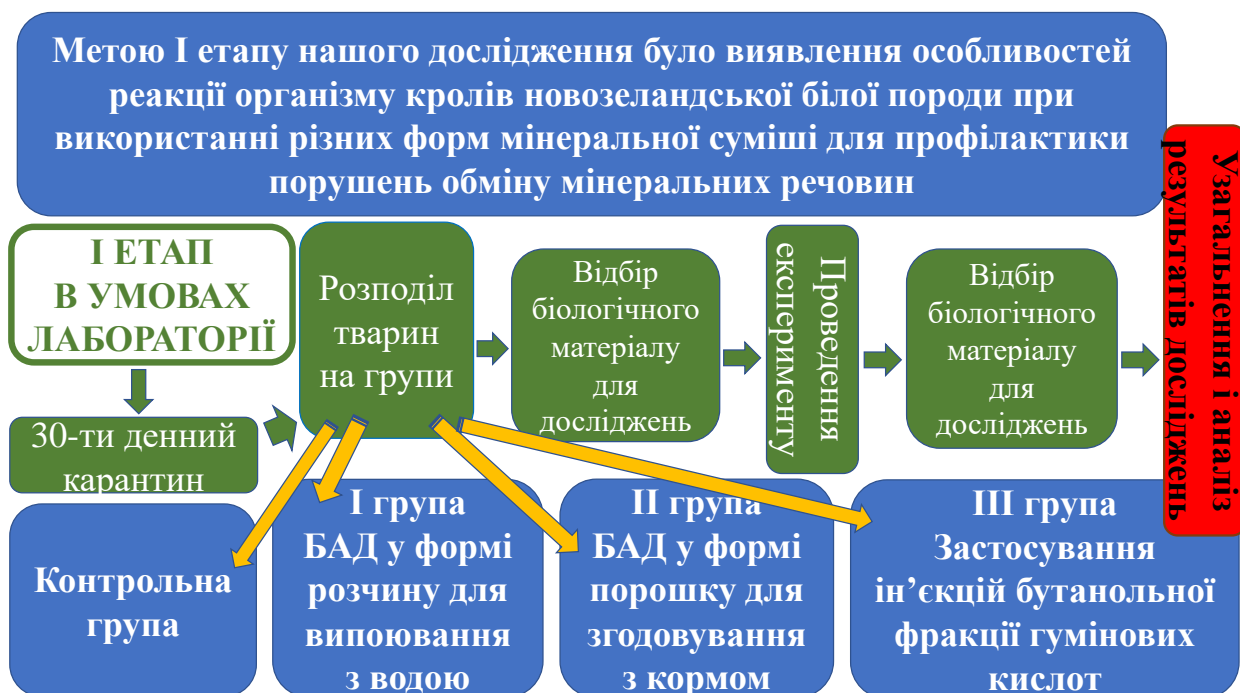 Метою І етапу нашого дослідження було виявлення особливостей
реакції організму кролів новозеландської білої породи при
використанні різних форм мінеральної суміші для профілактики
порушень обміну мінеральних речовин
І ЕТАП
В УМОВАХ
ЛАБОРАТОРІЇ
30-ти денний
карантин
Розподіл
тварин
на групи
Відбір
біологічного
матеріалу
для
досліджень
Проведення
експерименту
Відбір
біологічного
матеріалу
для
досліджень
Узагальнення і аналіз
результатів досліджень
Контрольна
група
І група
БАД у формі
розчину для
випоювання
з водою
ІІ група
БАД у формі
порошку для
згодовування
з кормом
ІІІ група
Застосування
ін’єкцій бутанольної
фракції гумінових
кислот